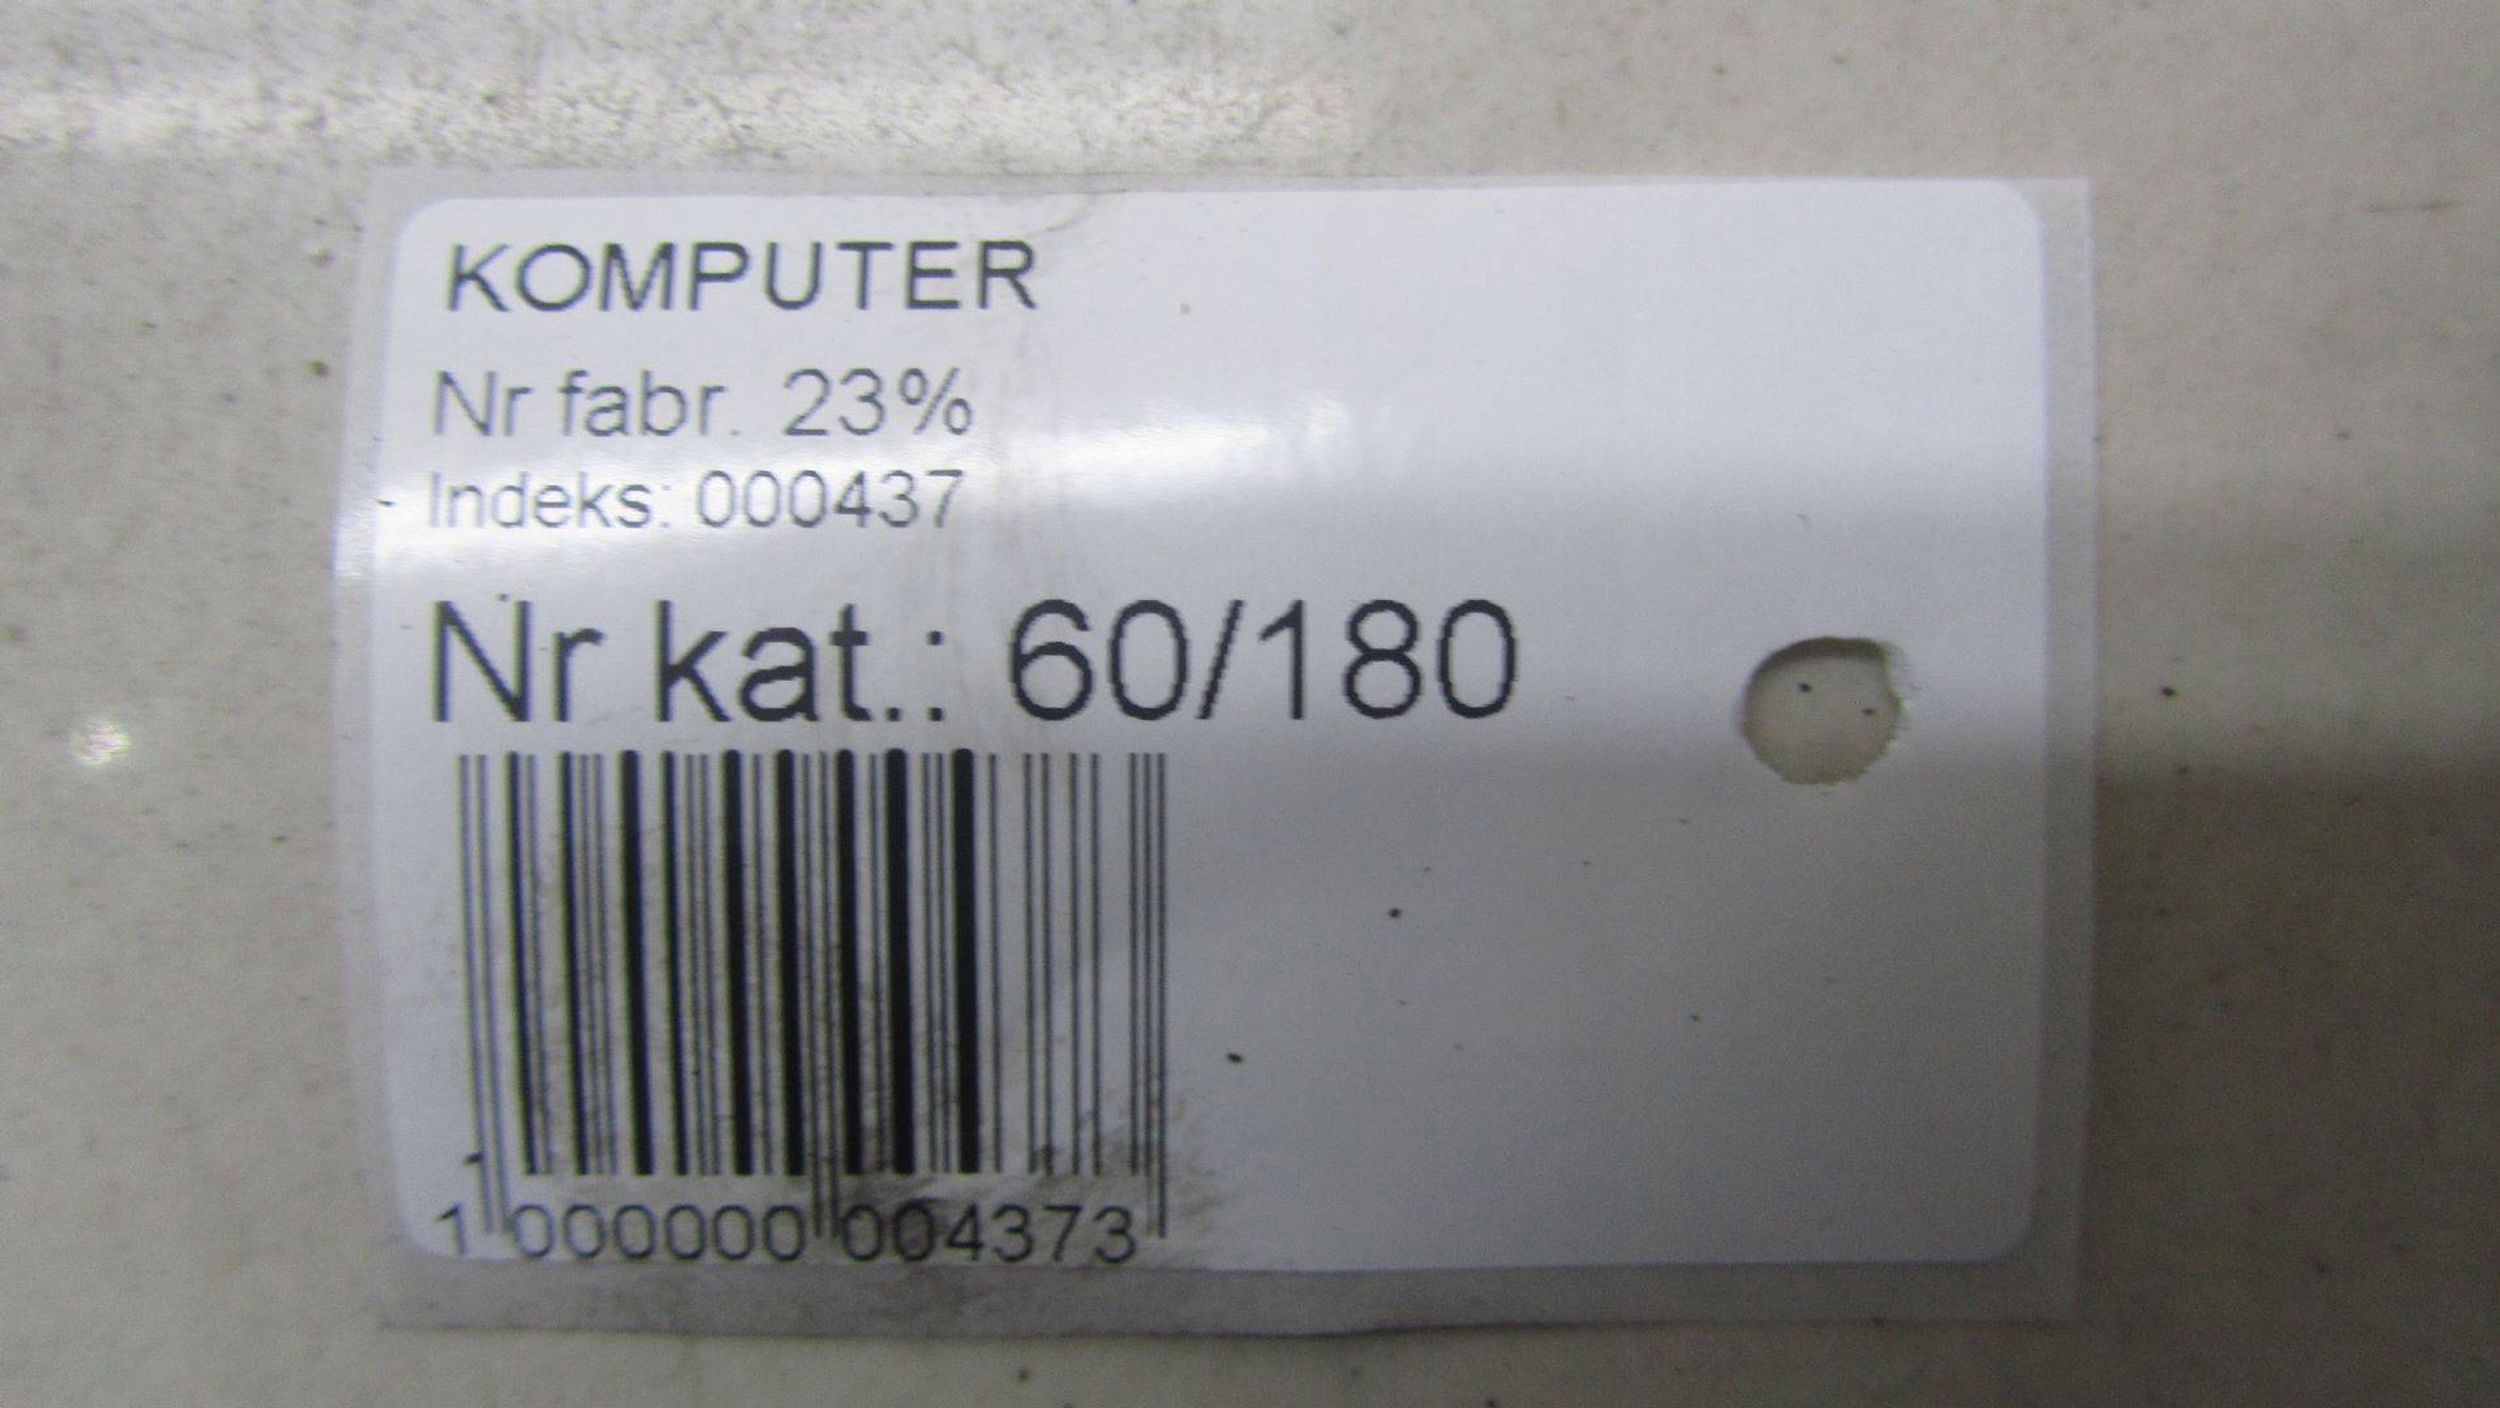 KOMPUTER
Nr fabr. 23%
Indeks: 000437
Nr kat.: 60/180
1 000000 004373